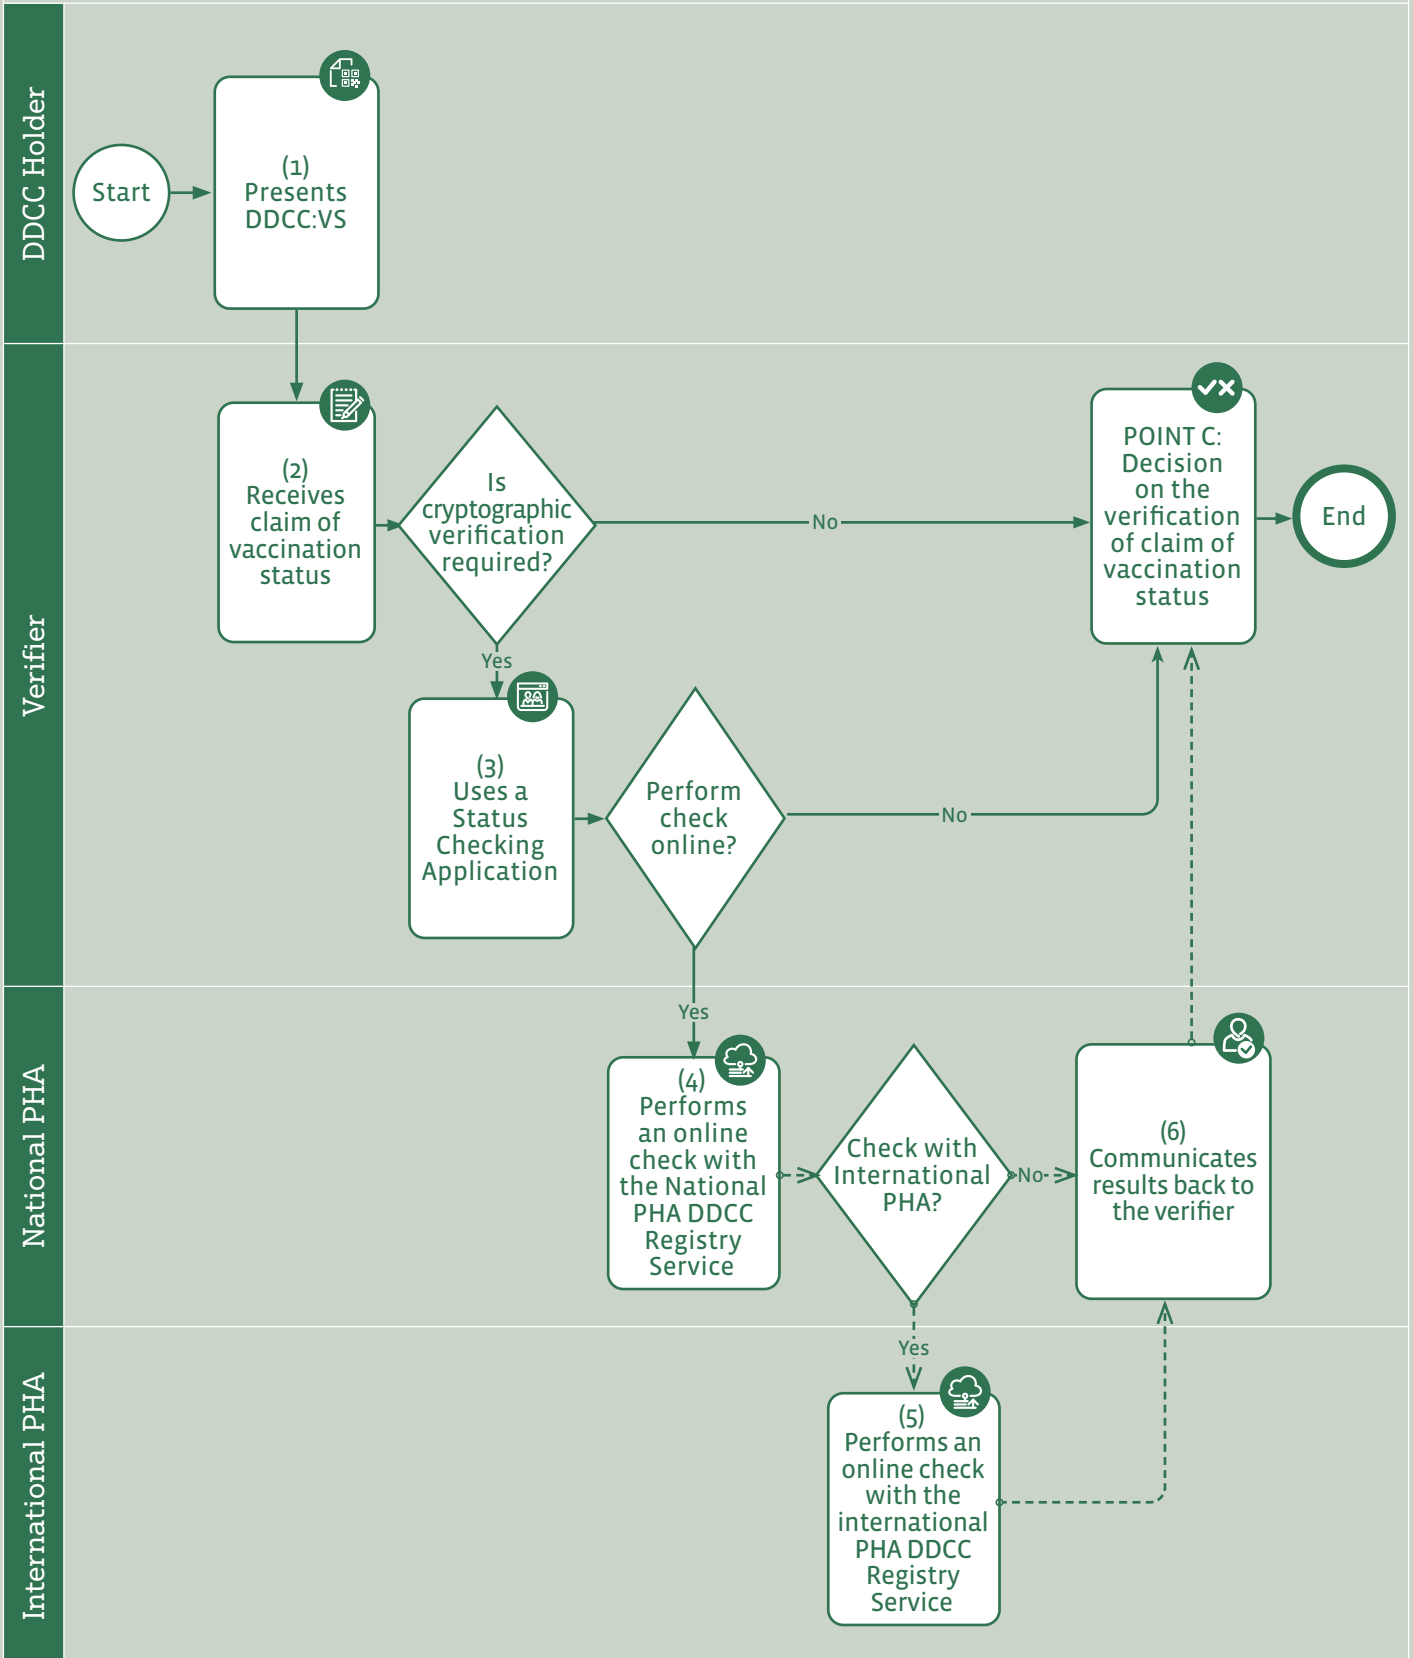 DDCC Holder
Start
(1)
Presents
DDCC:VS
Verifier
(2)
Receives
claim of
vaccination
status
Is
cryptographic
verification
required?
No
POINT C:
Decision
on the
verification
of claim of
vaccination
status
End
Yes
(3)
Uses a
Status
Checking
Application
Perform
check
online?
No
National PHA
Yes
(4)
Performs
an online
check with
the National
PHA DDCC
Registry
Service
Check with
International
PHA?
No
(6)
Communicates
results back to
the verifier
International PHA
Yes
(5)
Performs an
online check
with the
international
PHA DDCC
Registry
Service